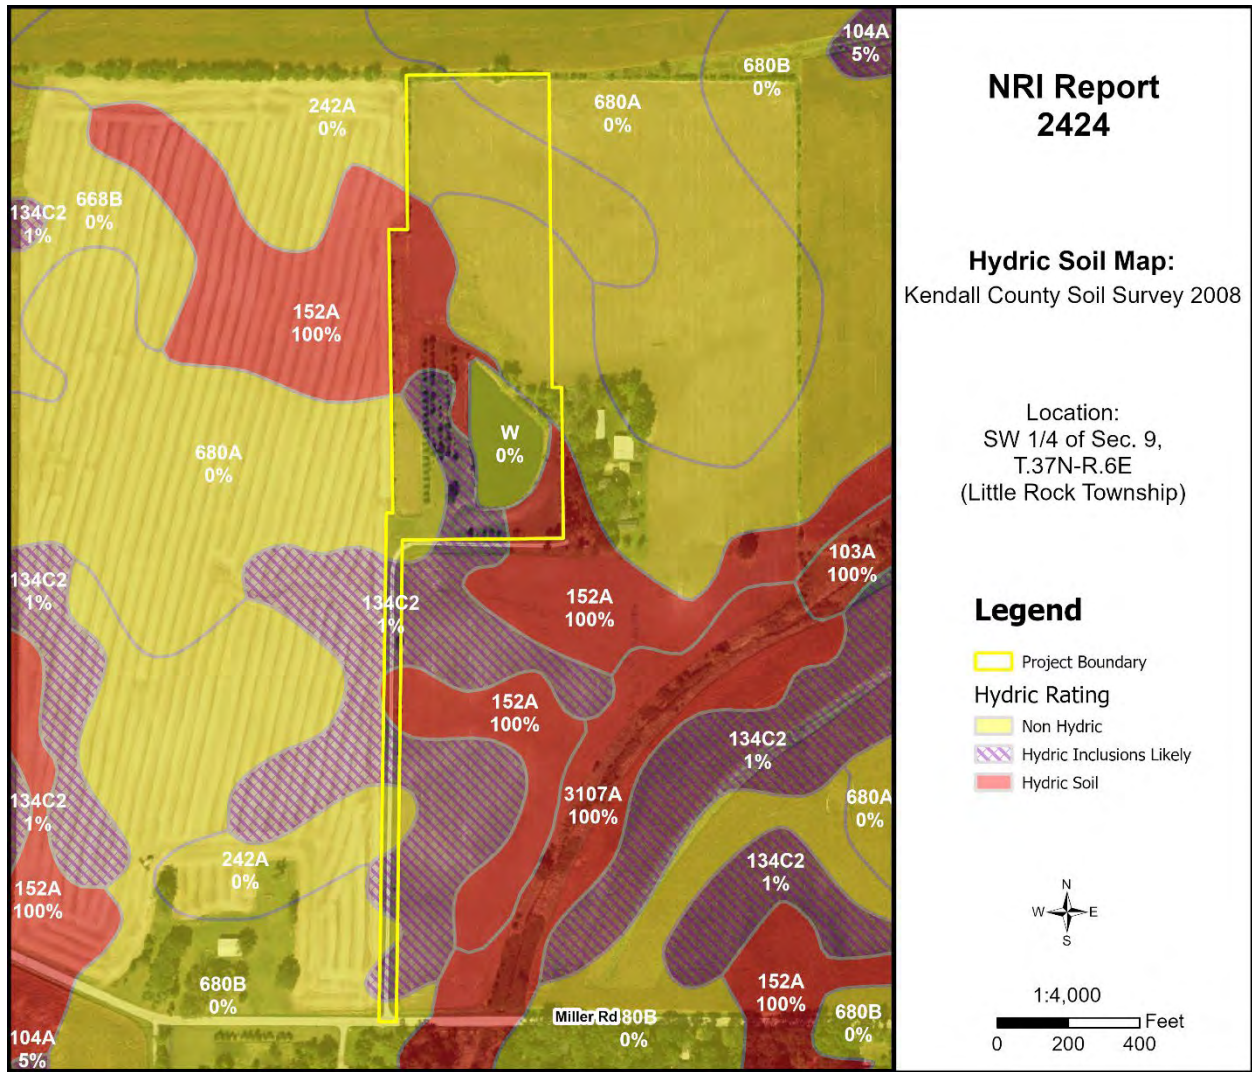 104A
5%
680B
0%
242A
0%
680A
0%
668B
0%
134C2
1%
152A
100%
W
0%
680A
0%
103A
100%
134C2
1%
134C2
1%
152A
100%
152A
100%
134C2
1%
3107A
100%
134C2
1%
680A
0%
242A
0%
134C2
1%
152A
100%
680B
0%
152A
100%
Miller Rd
680B
0%
680B
0%
104A
5%
NRI Report
2424
Hydric Soil Map:
Kendall County Soil Survey 2008
Location:
SW 1/4 of Sec. 9,
T.37N-R.6E
(Little Rock Township)
Legend
Project Boundary
Hydric Rating
Non Hydric
Hydric Inclusions Likely
Hydric Soil
N
W E
S
1:4,000
Feet
0 200 400